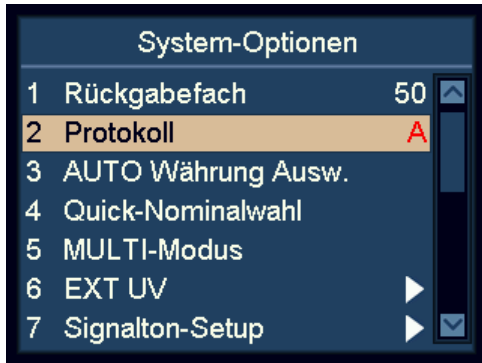 System-Optionen
1 Rückgabefach 50
2 Protokoll A
3 AUTO Währung Ausw.
4 Quick-Nominalwahl
5 MULTI-Modus
6 EXT UV
7 Signalton-Setup